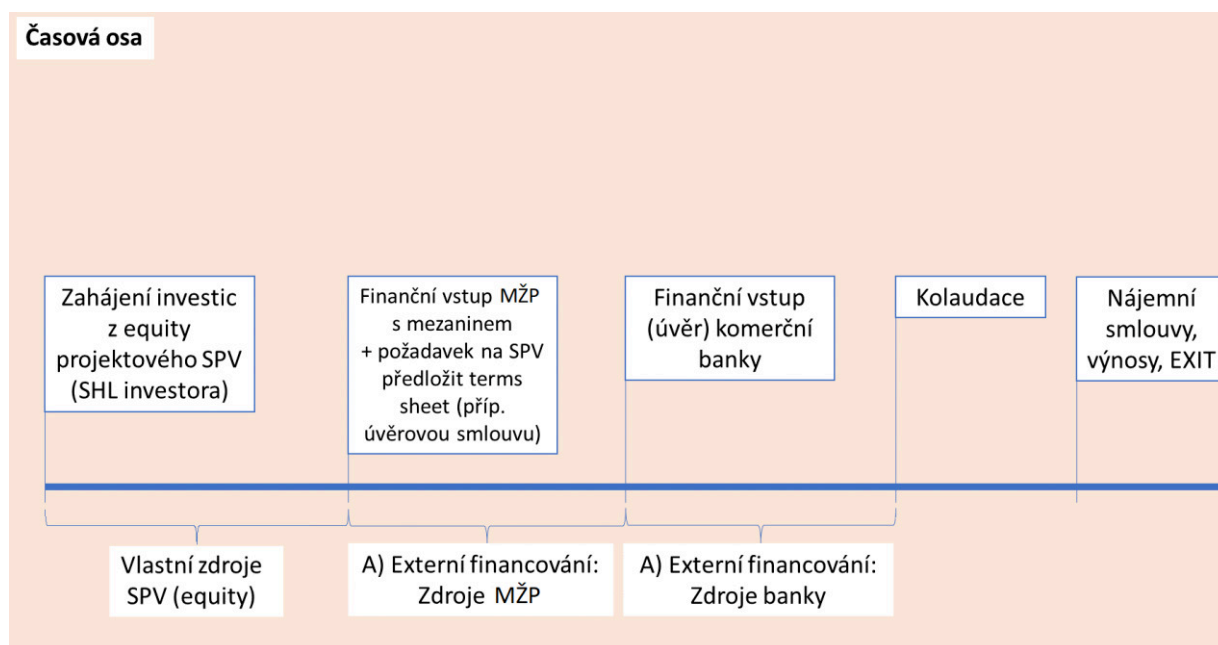 Časová osa
Zahájení investic
z equity
projektového SPV
(SHL investora)
Finanční vstup MŽP
s mezaninem
+ požadavek na SPV
předložit terms
sheet (příp.
úvěrovou smlouvu)
Finanční vstup
(úvěr) komerční
banky
Kolaudace
Nájemní
smlouvy,
výnosy, EXIT
Vlastní zdroje
SPV (equity)
A) Externí financování:
Zdroje MŽP
A) Externí financování:
Zdroje banky